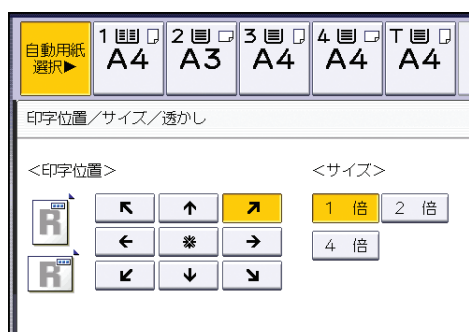 自動用紙
選択▶
1
A4
2
A3
3
A4
4
A4
T
A4
印字位置／サイズ／透かし
＜印字位置＞
＜サイズ＞
R
R
↖ ↑ ↗
← ※ →
↙ ↓ ↘
1 倍
2 倍
4 倍